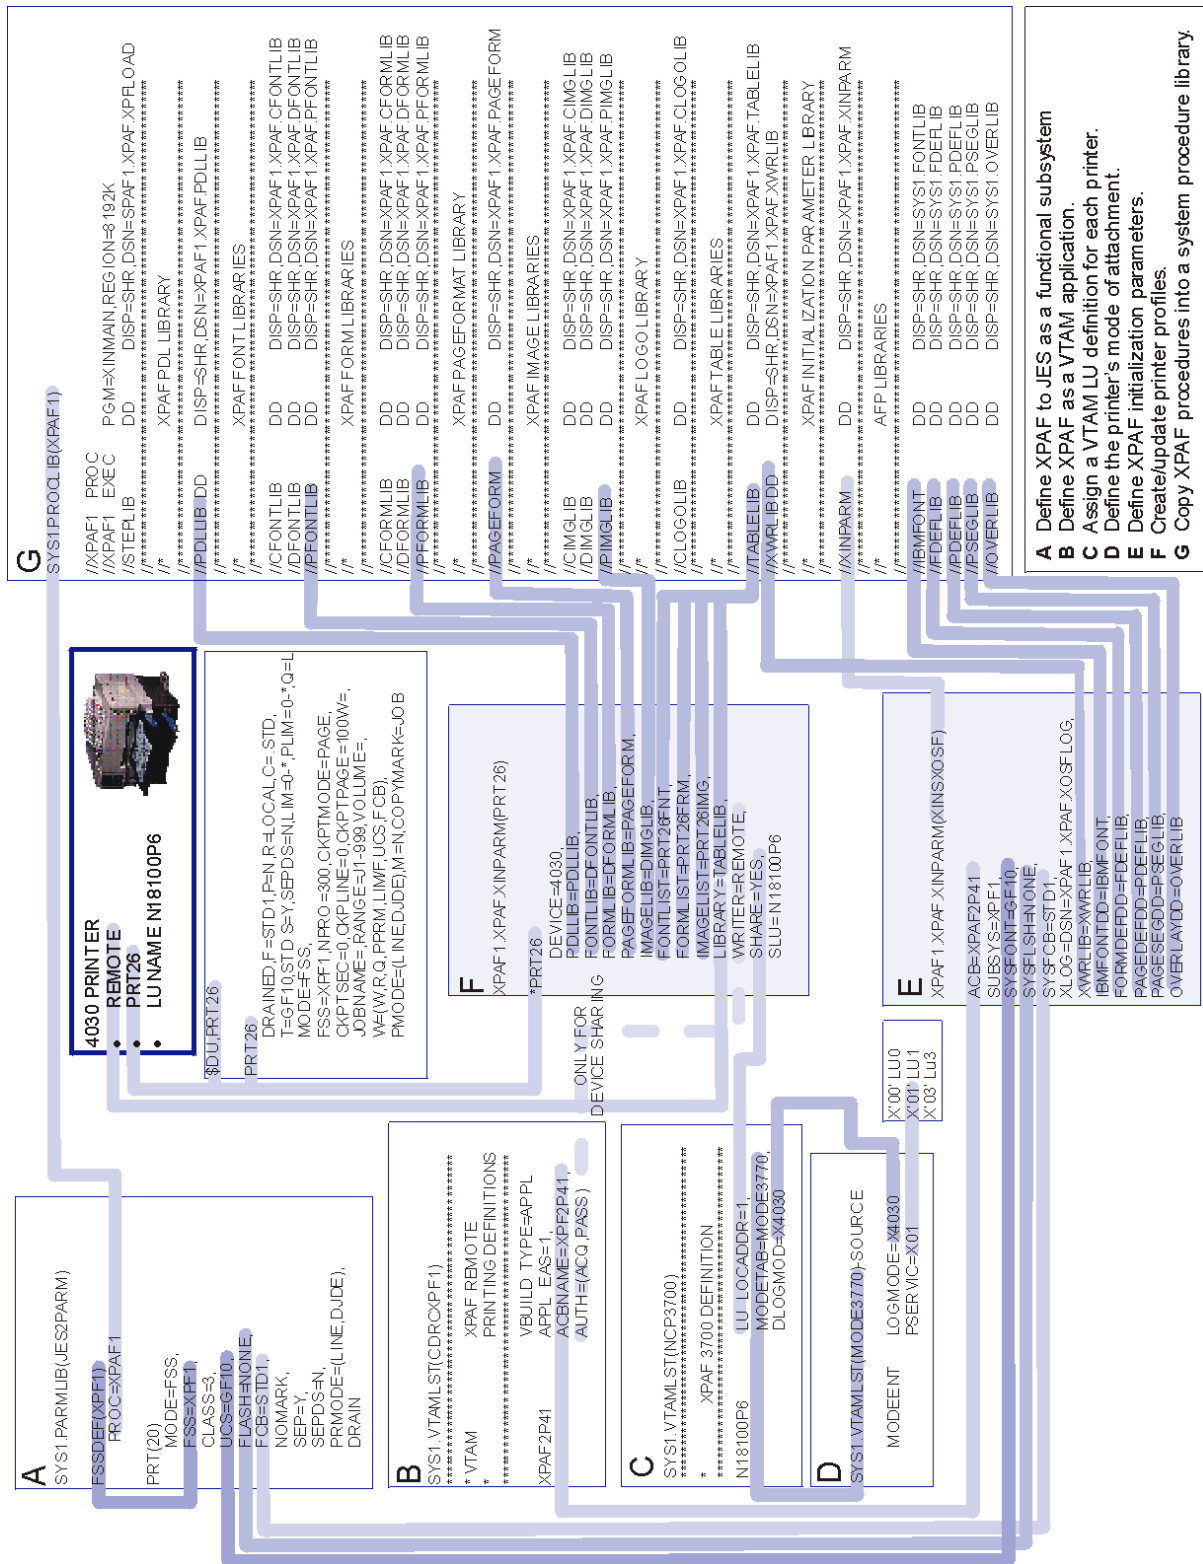 A
SYS1.PARMLIB(JES2PARM)
FSSDEF(XPF1)
PROC=XPAF1
PRT(20)
MODE=FSS,
FSS=XPF1,
CLASS=3,
UCS=GF10,
FLASH=NONE,
FCB=STD1,
NOMARK,
SEP=Y,
SEPDS=N,
PRMODE=(LINE,DJDE),
DRAIN
B
SYS1.VTAMLST(CDRCXPF1)
* VTAM XPAF REMOTE
* PRINTING DEFINITIONS
VBUILD TYPE=APPL
XPAF2P41 APPL EAS=1,
ACBNAME=XPF2P41,
AUTH=(ACQ,PASS)
C
SYS1.VTAMLST(NCP3700)
* XPAF 3700 DEFINITION
N18100P6 LU LOCADDR=1,
MODETAB=MODE3770,
DLOGMOD=X4030
D
SYS1.VTAMLST(MODE3770)-SOURCE
MODEENT LOGMODE=X4030
PSERVIC=X01
X'00' LU0
X'01' LU1
X'03' Lu3
4030 PRINTER
• REMOTE
• PRT26
• LU NAME N18100P6
$DU,PRT26
PRT26
DRAINED,F=STD1,P=N,R=LOCAL,C=.STD,
T=GF10,STD S=Y,SEPDS=N,LIM=0-*,PLIM=0-*,Q=L
MODE=FSS,
FSS=XPF1,NPRO=300,CKPTMODE=PAGE,
CKPTSEC=0,CKPLINE=0,CKPTPAGE=100W=,
JOBNAME=,RANGE=J1-999,VOLUME=,
W=(W,R,Q,PPRM,LIM/F,UCS,FCB),
PMODE=(LINE,DJDE),M=N,COPYMARK=JOB
ONLY FOR
DEVICE SHARING
F
XPAF1.XPAF.XINPARM(PRT26)
*PRT26
DEVICE=4030,
PDLLIB=PDLLIB,
FONTLIB=DFONTLIB,
FORMLIB=DFORMLIB,
PAGEFORMLIB=PAGEFORM,
IMAGELIB=DIMGLIB,
FONTLIST=PRT26FNT,
FORMLIST=PRT26FRM,
IMAGELIST=PRT26IMG,
LIBRARY=TABLELIB,
WRITER=REMOTE,
SHARE=YES,
SLU= N18100P6
E
XPAF1.XPAF.XINPARM(XINSXOSF)
ACB=XPAF2P41
SUBSYS=XPF1
SYSFONT=GF10,
SYSFLSH=NONE,
SYSFCB=STD1,
XLOG=DSN=XPAF1.XPAF.XOSFLOG,
XWRLIB=XWRLIB,
IBMFONTDD=IBMFONT,
FORMDEFDD=FDEFLIB,
PAGEDEFDD=PDEFLIB,
PAGESEGDD=PSEGLIB,
OVERLAYDD=OVERLIB
G
SYS1.PROCLIB(XPAF1)
//XPAF1 PROC
//XPAF1 EXEC PGM=XINMAIN,REGION=8192K
//STEPLIB DD DISP=SHR,DSN=SPAF1.XPAF.XPFLOAD
//*******************************************
//* XPAF PDL LIBRARY
//*******************************************
//PDLLIB DD DISP=SHR,DSN=XPAF1.XPAF.PDLLIB
//*******************************************
//* XPAF FONT LIBRARIES
//*******************************************
//CFONTLIB DD DISP=SHR,DSN=XPAF1.XPAF.CFONTLIB
//DFONTLIB DD DISP=SHR,DSN=XPAF1.XPAF.DFONTLIB
//PFONTLIB DD DISP=SHR,DSN=XPAF1.XPAF.PFONTLIB
//*******************************************
//* XPAF FORM LIBRARIES
//*******************************************
//CFORMLIB DD DISP=SHR,DSN=XPAF1.XPAF.CFORMLIB
//DFORMLIB DD DISP=SHR,DSN=XPAF1.XPAF.DFORMLIB
//PFORMLIB DD DISP=SHR,DSN=XPAF1.XPAF.PFORMLIB
//*******************************************
//* XPAF PAGEFORMAT LIBRARY
//*******************************************
//PAGEFORM DD DISP=SHR,DSN=XPAF1.XPAF.PAGEFORM
//*******************************************
//* XPAF IMAGE LIBRARIES
//*******************************************
//CIMGLIB DD DISP=SHR,DSN=XPAF1.XPAF.CIMGLIB
//DIMGLIB DD DISP=SHR,DSN=XPAF1.XPAF.DIMGLIB
//PIMGLIB DD DISP=SHR,DSN=XPAF1.XPAF.PIMGLIB
//*******************************************
//* XPAF LOGO LIBRARY
//*******************************************
//CLOGOLIB DD DISP=SHR,DSN=XPAF1.XPAF.CLOGOLIB
//*******************************************
//* XPAF TABLE LIBRARIES
//*******************************************
//TABLELIB DD DISP=SHR,DSN=XPAF1.XPAF.TABLELIB
//XWRLIB DD DISP=SHR,DSN=XPAF1.XPAF.XWRLIB
//*******************************************
//* XPAF INITIALIZATION PARAMETER LIBRARY
//*******************************************
//XINPARM DD DISP=SHR,DSN=XPAF1.XPAF.XINPARM
//*******************************************
//* AFP LIBRARIES
//*******************************************
//IBMFONT DD DISP=SHR,DSN=SYS1.FONTLIB
//FDEFLIB DD DISP=SHR,DSN=SYS1.FDEFLIB
//PDEFLIB DD DISP=SHR,DSN=SYS1.PDEFLIB
//PSEGLIB DD DISP=SHR,DSN=SYS1.PSEGLIB
//OVERLIB DD DISP=SHR,DSN=SYS1.OVERLIB
A Define XPAF to JES as a functional subsystem
B Define XPAF as a VTAM application.
C Assign a VTAM LU definition for each printer.
D Define the printer's mode of attachment.
E Define XPAF initialization parameters.
F Create/update printer profiles.
G Copy XPAF procedures into a system procedure library.